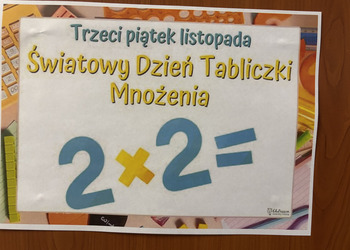 Trzeci piątek listopada
Światowy Dzień Tabliczki
Mnożenia
2×2=